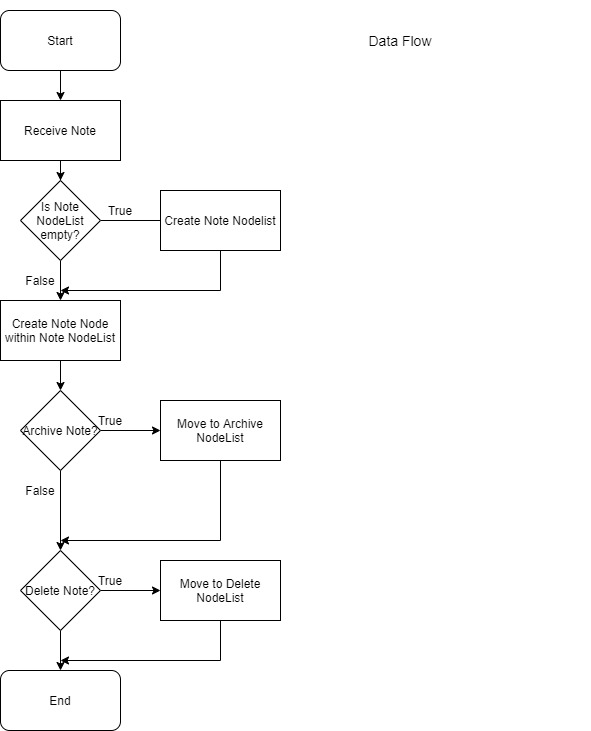 Start
Data Flow
Receive Note
Is Note
NodeList
empty?
True
Create Note Nodelist
False
Create Note Node
within Note NodeList
Archive Note?
True
Move to Archive
NodeList
False
Delete Note?
True
Move to Delete
NodeList
End